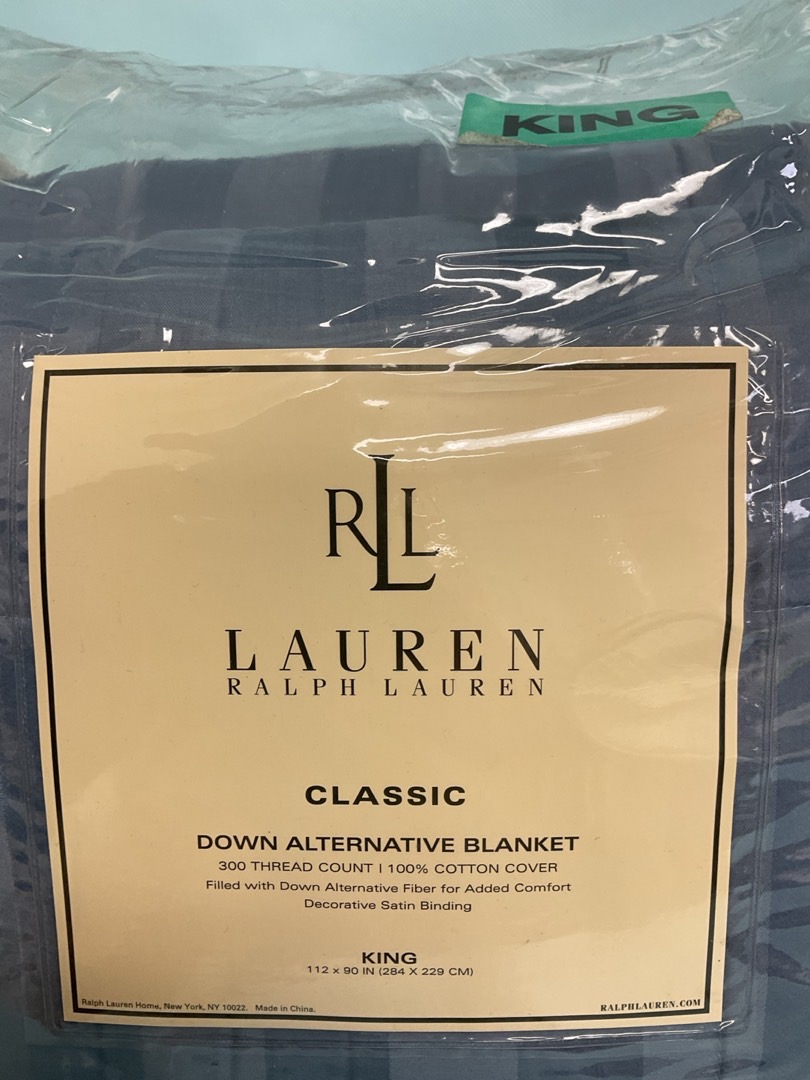 KING
RLL
LAUREN
RALPH LAUREN
CLASSIC
DOWN ALTERNATIVE BLANKET
300 THREAD COUNT | 100% COTTON COVER
Filled with Down Alternative Fiber for Added Comfort
Decorative Satin Binding
KING
112 x 90 IN (284 X 229 CM)
Ralph Lauren Home, New York, NY 10022. Made in China.
RALPHLAUREN.COM